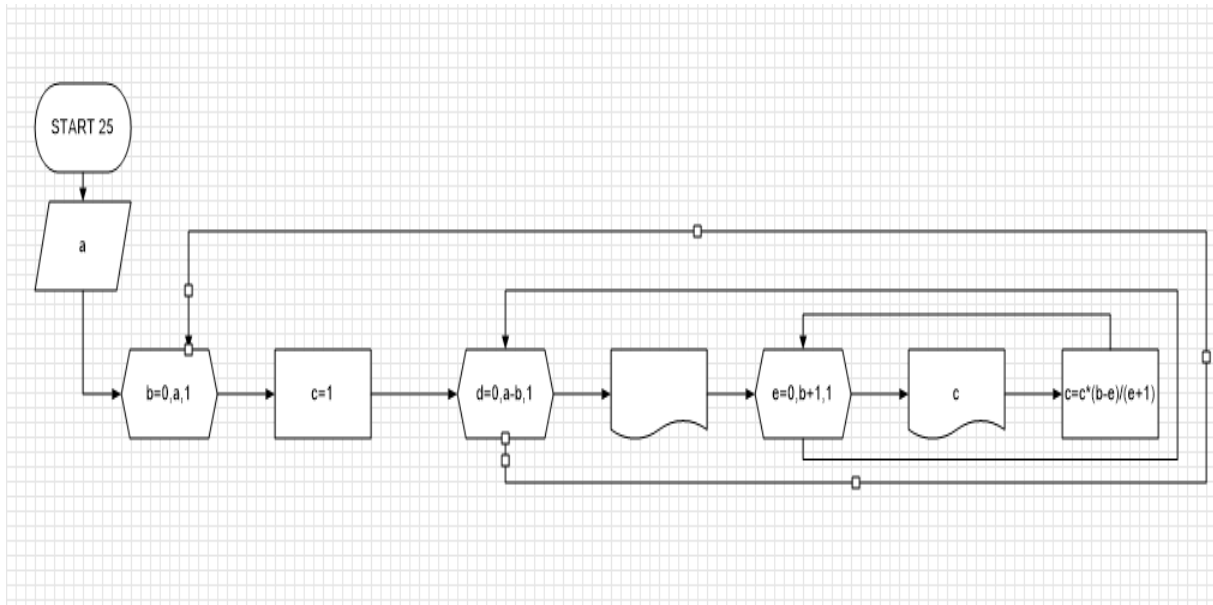 START 25
a
b=0,a,1
c=1
d=0,a-b,1
e=0,b+1,1
c
c=c*(b-e)/(e+1)